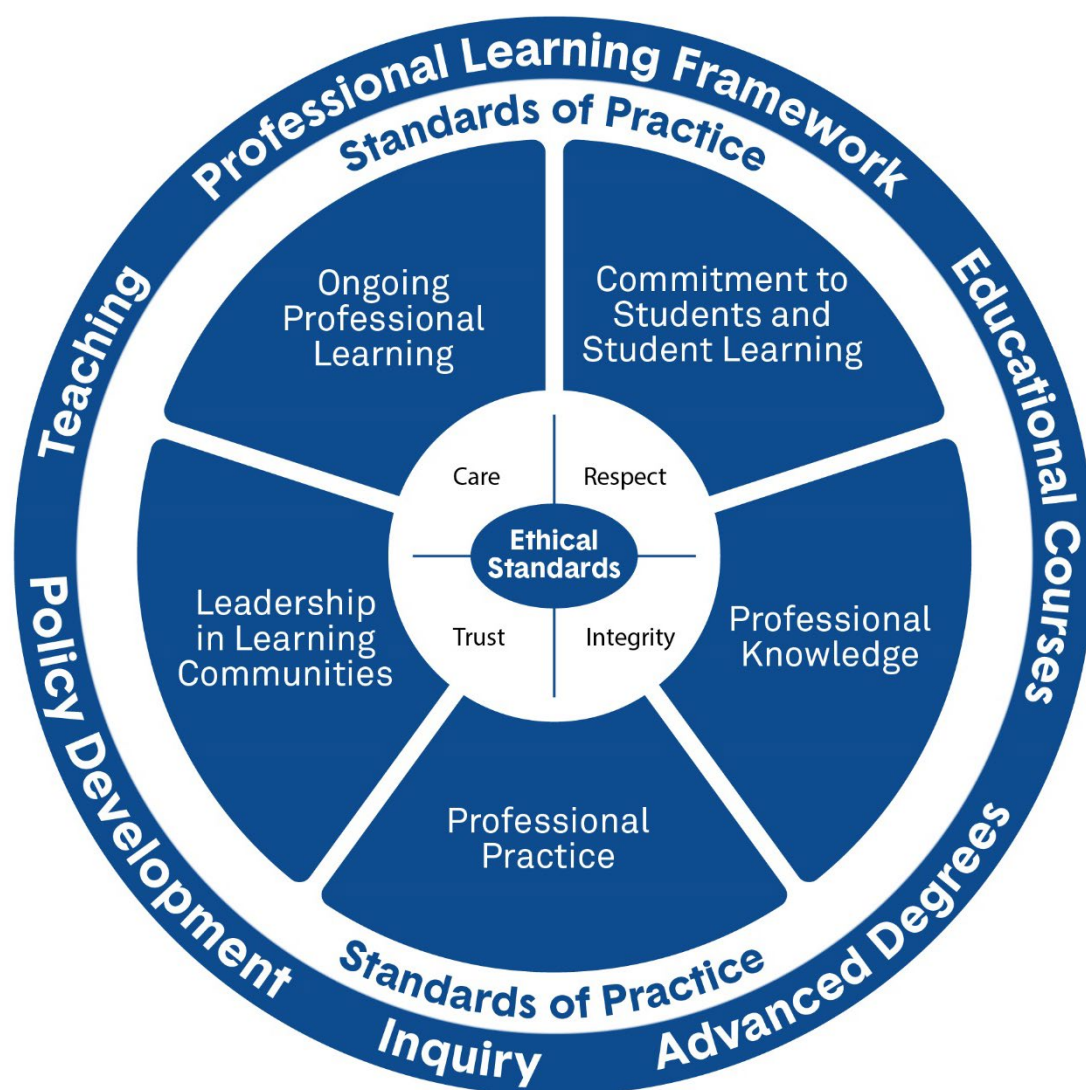 Professional Learning Framework
Educational Courses
Advanced Degrees
Inquiry
Policy Development
Teaching
Standards of Practice
Ongoing
Professional
Learning
Commitment to
Students and
Student Learning
Professional
Knowledge
Professional
Practice
Leadership
in Learning
Communities
Care
Respect
Ethical
Standards
Trust
Integrity
Standards of Practice